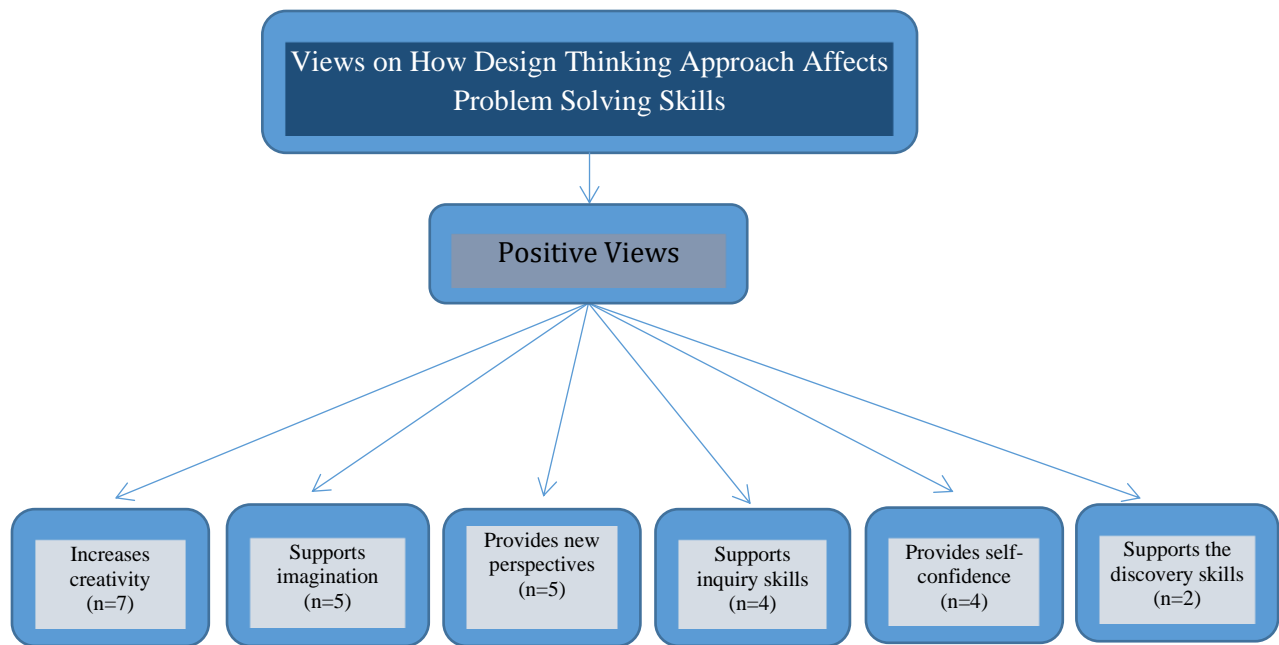 Views on How Design Thinking Approach Affects
Problem Solving Skills
Positive Views
Increases
creativity
(n=7)
Supports
imagination
(n=5)
Provides new
perspectives
(n=5)
Supports
inquiry skills
(n=4)
Provides self-
confidence
(n=4)
Supports the
discovery skills
(n=2)